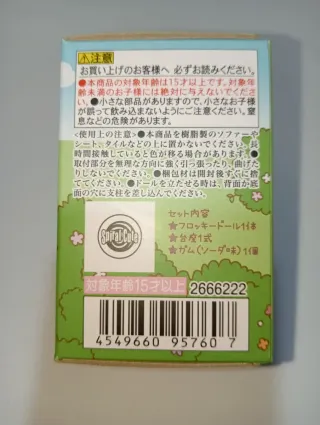 ⚠注意
お買い上げのお客様へ 必ずお読みください。
●本商品の対象年齢は15才以上です。対象年
齢未満のお子様には絶対に与えないでくださ
い。●小さな部品がありますので、小さなお子様
が誤って飲み込まないようにご注意ください。窒
息などの危険があります。
<使用上の注意>●本商品を樹脂製のソファーや
シート、タイルなどの上に置かないでください。長
時間接触していると色が移る場合があります。●
取付部分を無理な方向に強く引っ張ったり、曲げた
りしないでください。●梱包材は開封後すぐに捨
ててください。●ドールを立たせる時は、背面か底
面の穴に支柱を差し込んでください。
Spiral Cute
セット内容
★フロッキードール1体
★台座1式
★ガム(ソーダ味)1個
対象年齢15才以上
2666222
4549660957607